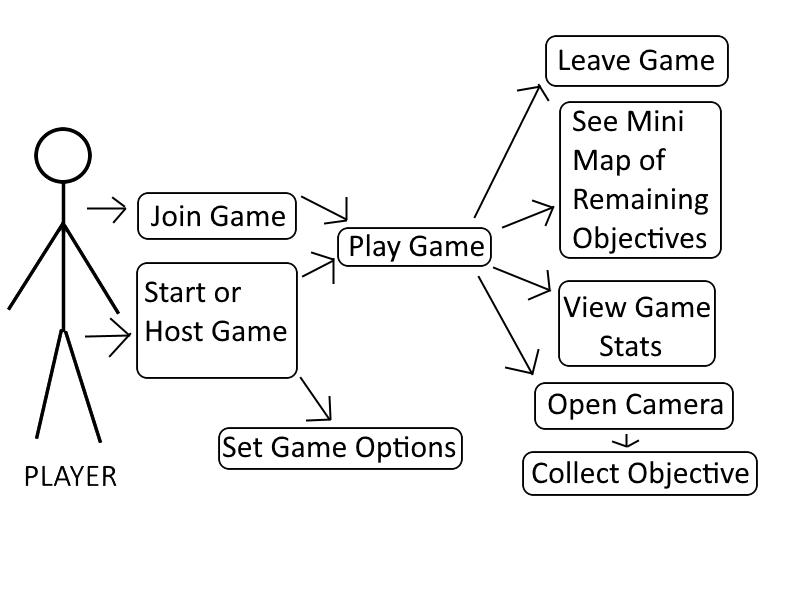 Leave Game
See Mini
Map of
Remaining
Objectives
Join Game
Play Game
Start or
Host Game
View Game
Stats
Open Camera
Set Game Options
Collect Objective
PLAYER